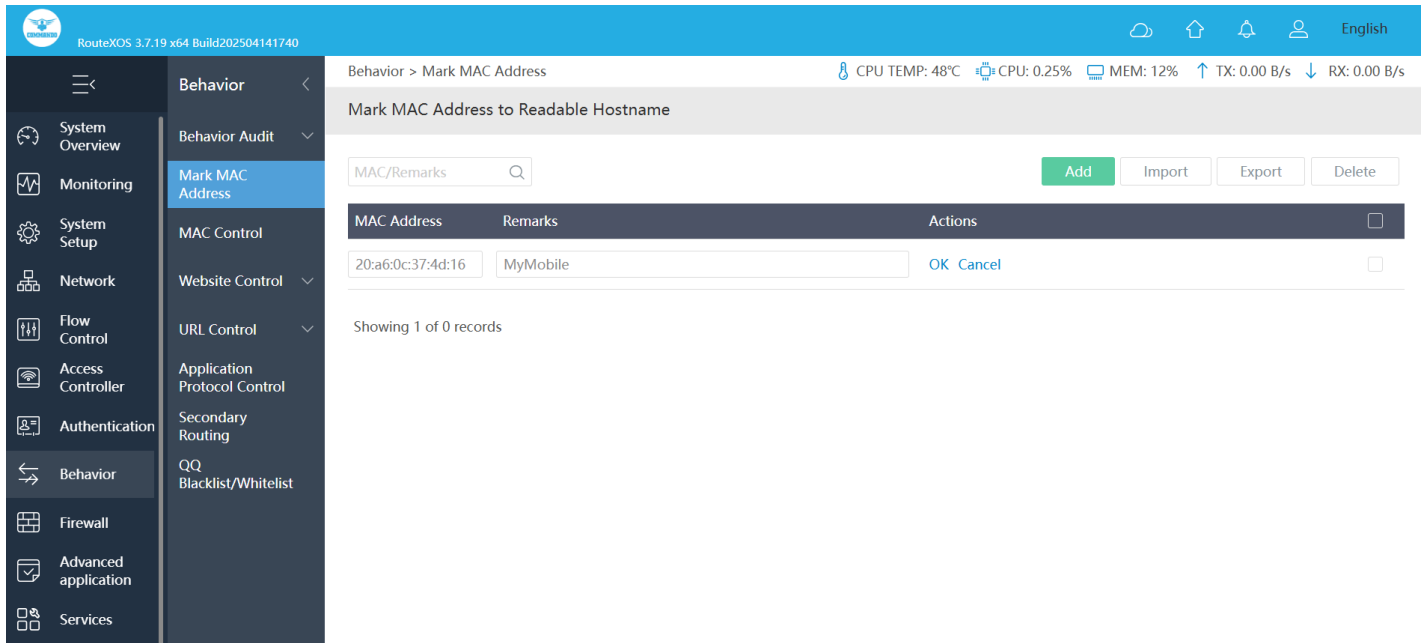 COMMANDO
RouteXOS 3.7.19 x64 Build202504141740
English
Behavior
Behavior > Mark MAC Address
CPU TEMP: 48℃ CPU: 0.25% MEM: 12% TX: 0.00 B/s RX: 0.00 B/s
Mark MAC Address to Readable Hostname
System
Overview
Monitoring
System
Setup
Network
Flow
Control
Access
Controller
Authentication
Behavior
Firewall
Advanced
application
Services
Behavior Audit
Mark MAC
Address
MAC Control
Website Control
URL Control
Application
Protocol Control
Secondary
Routing
QQ
Blacklist/Whitelist
MAC/Remarks
Add Import Export Delete
MAC Address Remarks Actions
20:a6:0c:37:4d:16 MyMobile OK Cancel
Showing 1 of 0 records